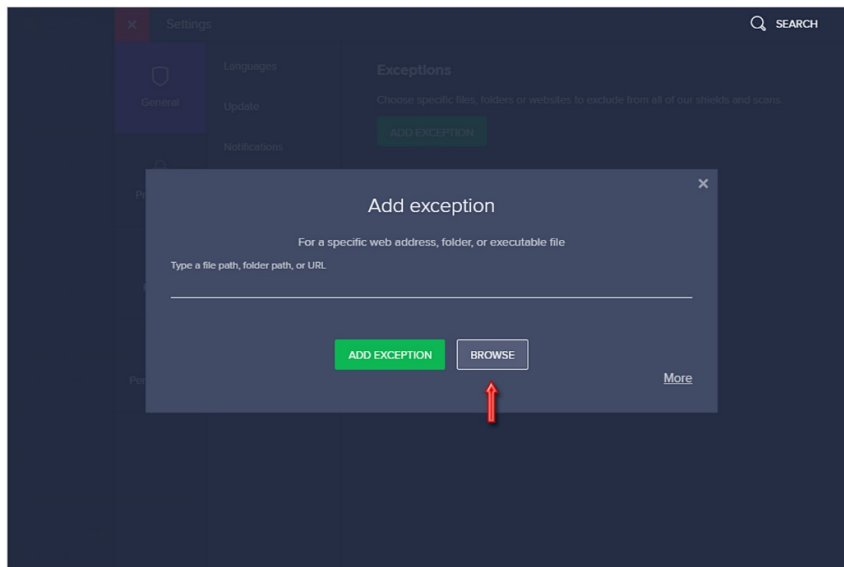 Settings
SEARCH
General
Languages
Update
Notifications
Exceptions
Choose specific files, folders or websites to exclude from all of our shields and scans.
ADD EXCEPTION
Add exception
For a specific web address, folder, or executable file
Type a file path, folder path, or URL
ADD EXCEPTION
BROWSE
More